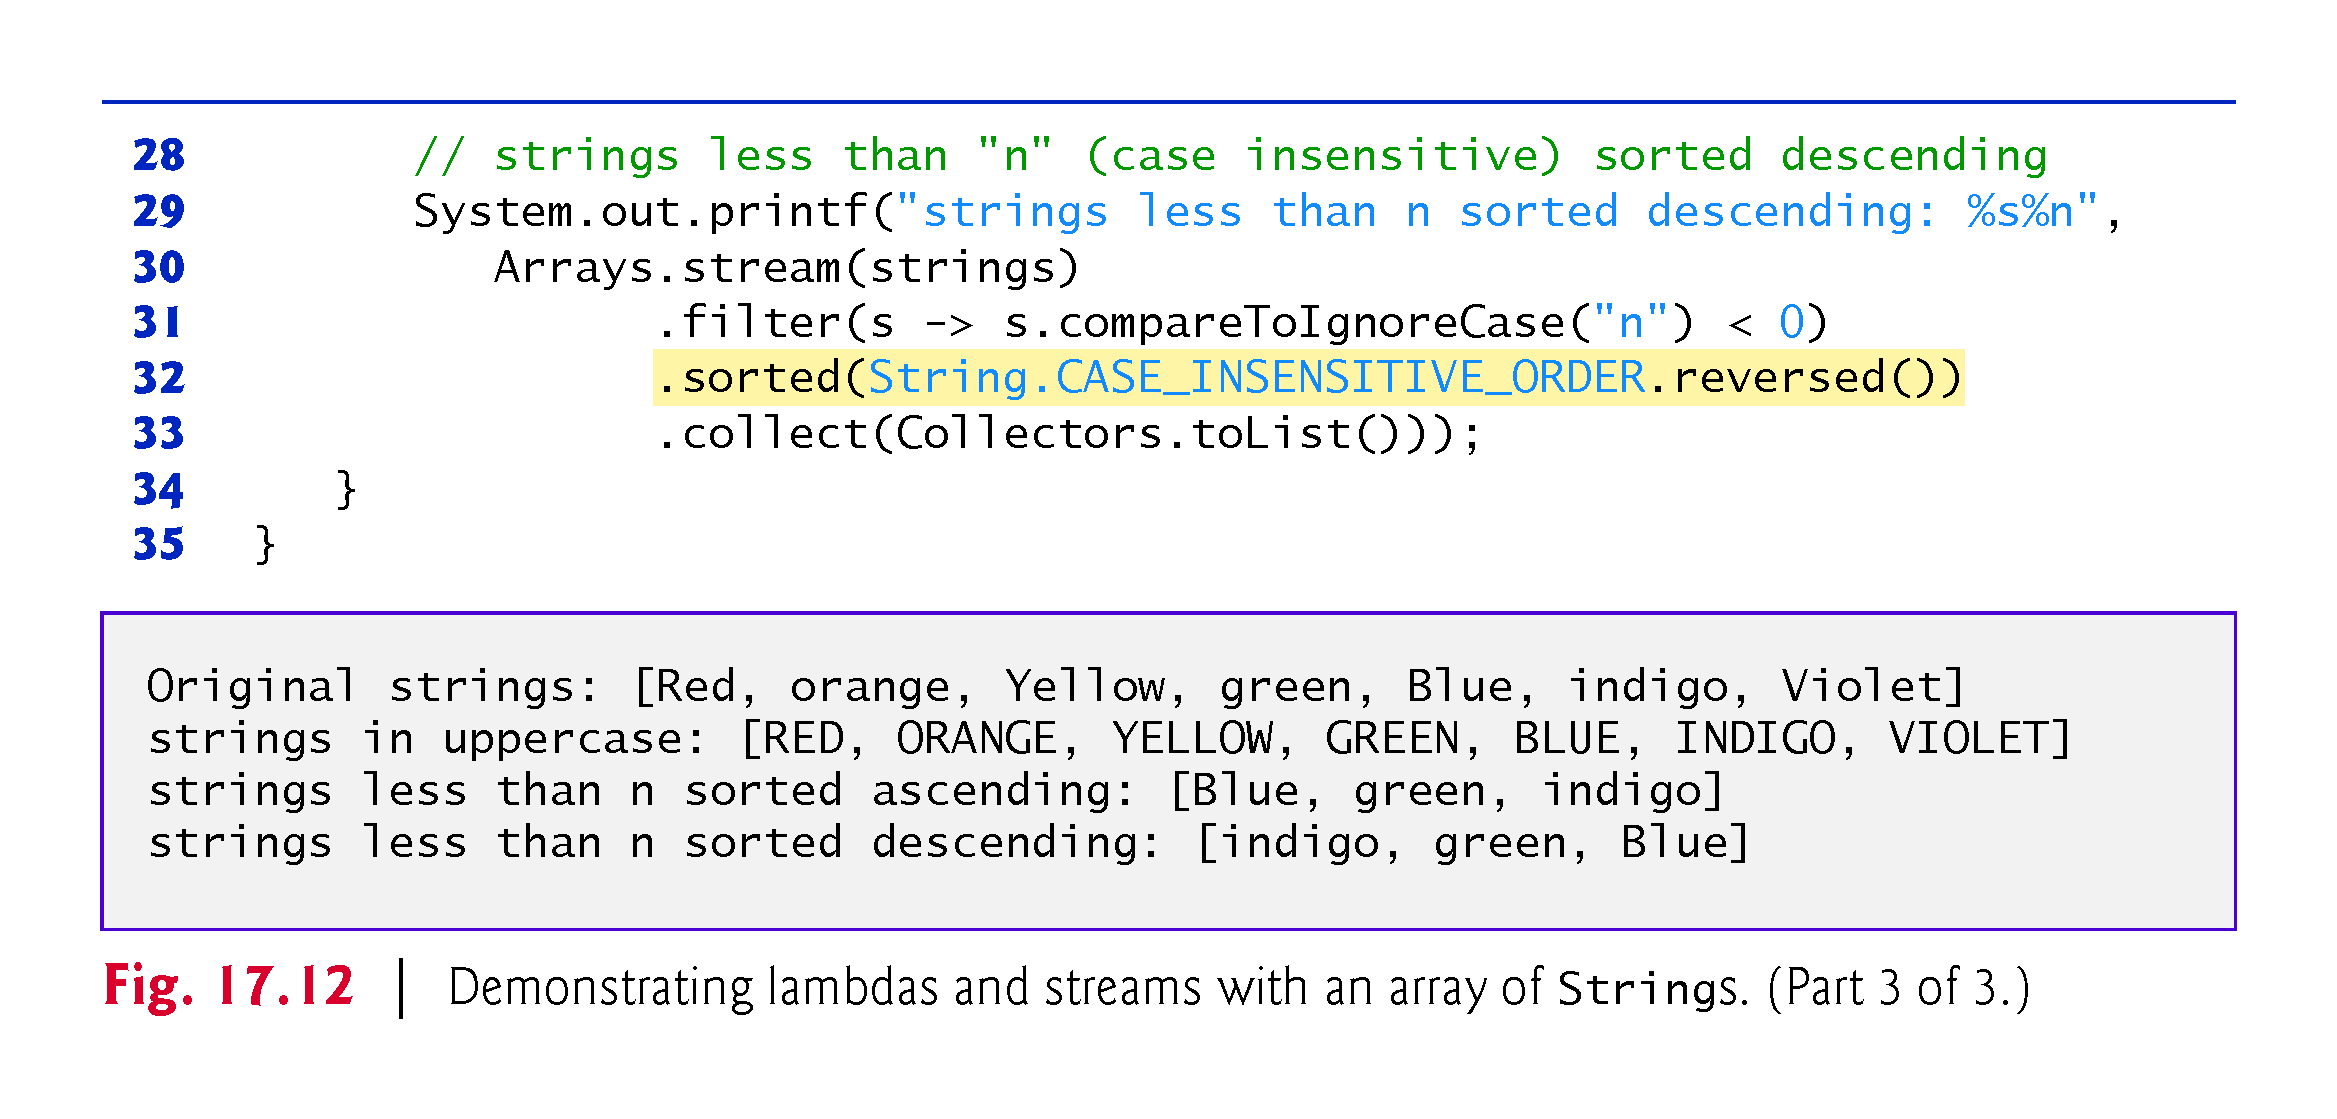 28 // strings less than "n" (case insensitive) sorted descending
29 System.out.printf("strings less than n sorted descending: %s%n",
30 Arrays.stream(strings)
31 .filter(s -> s.compareToIgnoreCase("n") < 0)
32 .sorted(String.CASE_INSENSITIVE_ORDER.reversed())
33 .collect(Collectors.toList()));
34 }
35 }
Original strings: [Red, orange, Yellow, green, Blue, indigo, Violet]
strings in uppercase: [RED, ORANGE, YELLOW, GREEN, BLUE, INDIGO, VIOLET]
strings less than n sorted ascending: [Blue, green, indigo]
strings less than n sorted descending: [indigo, green, Blue]
Fig. 17.12 | Demonstrating lambdas and streams with an array of Strings. (Part 3 of 3.)